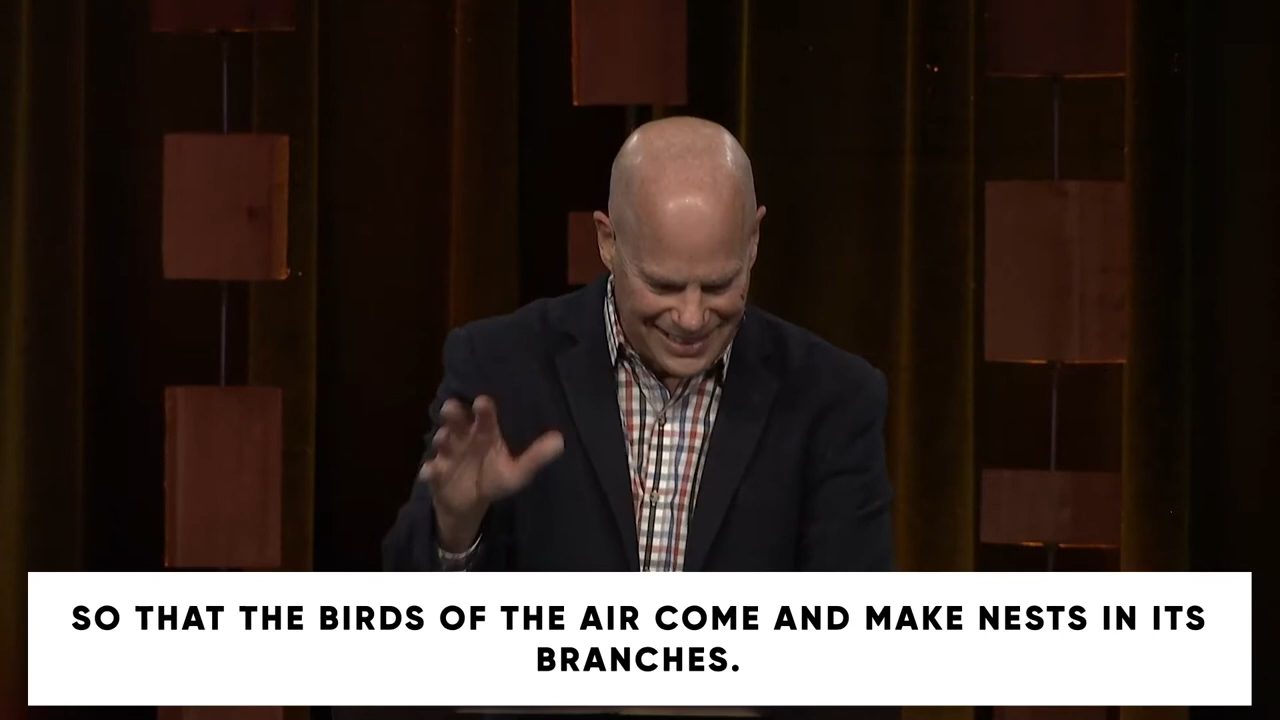 SO THAT THE BIRDS OF THE AIR COME AND MAKE NESTS IN ITS
BRANCHES.